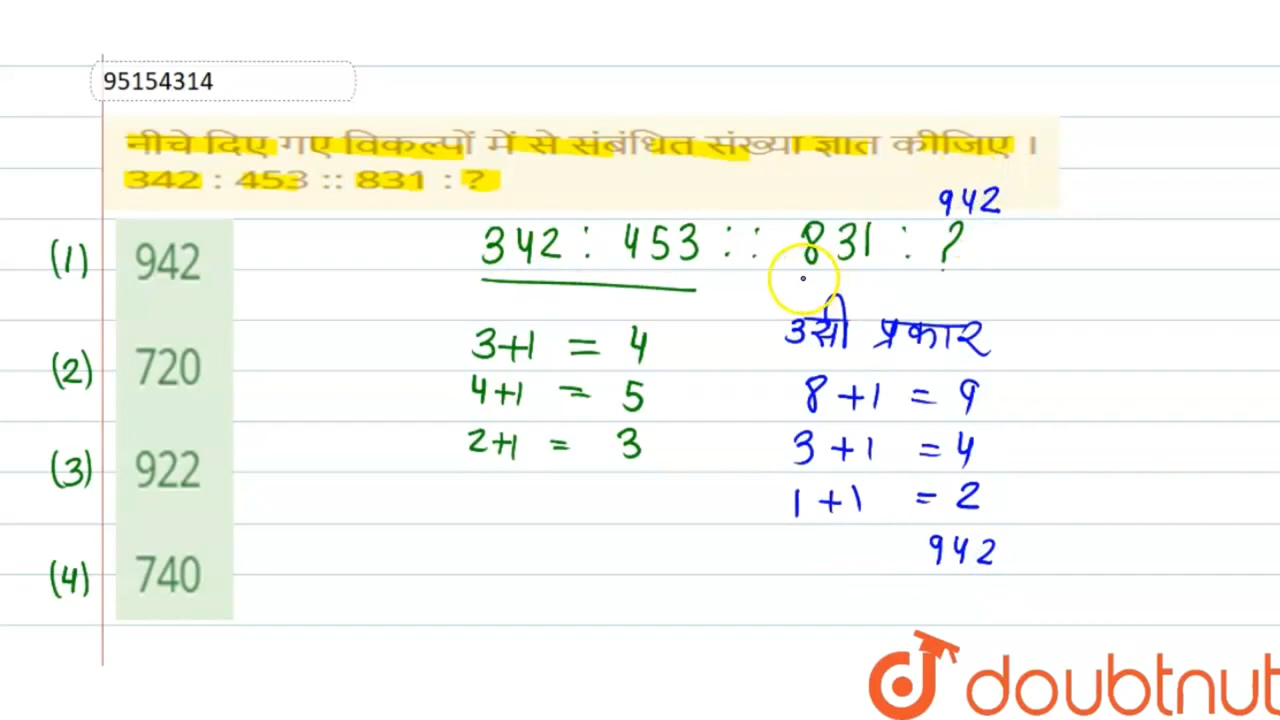 95154314
नीचे दिए गए विकल्पों में से संबंधित संख्या ज्ञात कीजिए ।
342 : 453 :: 831 : ?
942
342 : 453 :: 831 : ?
(1) 942
उसी प्रकार
3+1 = 4
8+1 = 9
(2) 720
4+1 = 5
3+1 = 4
2+1 = 3
(3) 922
1+1 = 2
942
(4) 740
doubtnut